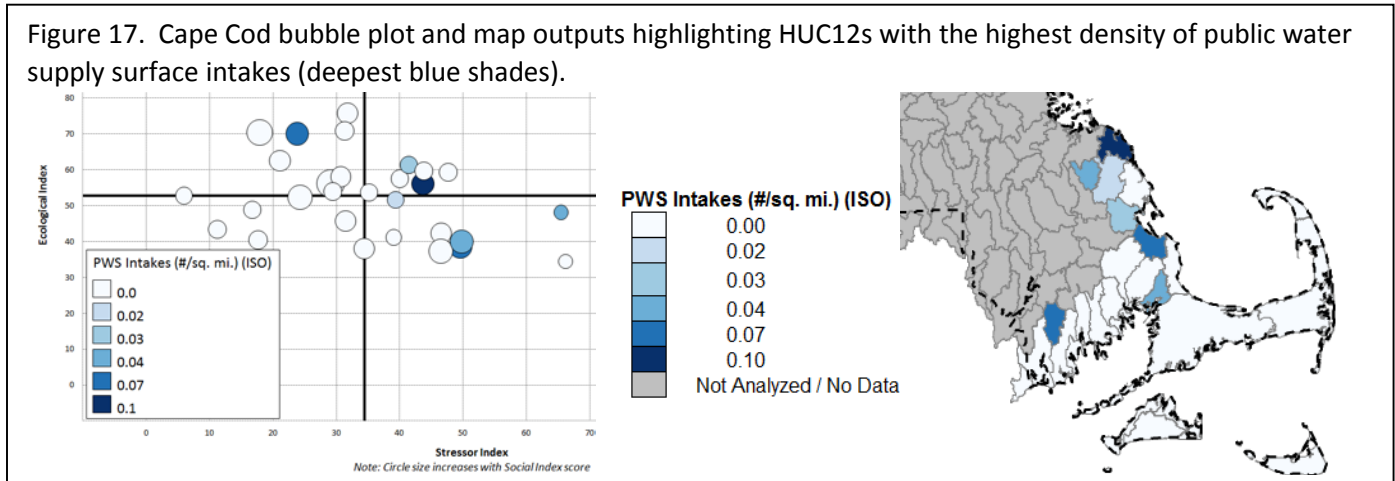 Figure 17.  Cape Cod bubble plot and map outputs highlighting HUC12s with the highest density of public water
supply surface intakes (deepest blue shades).
80
70
60
50
40
30
20
10
0
Ecological Index
PWS Intakes (#/sq. mi.) (ISO)
0.0
0.02
0.03
0.04
0.07
0.1
0 10 20 30 40 50 60 70
Stressor Index
Note: Circle size increases with Social Index score
PWS Intakes (#/sq. mi.) (ISO)
0.00
0.02
0.03
0.04
0.07
0.10
Not Analyzed / No Data